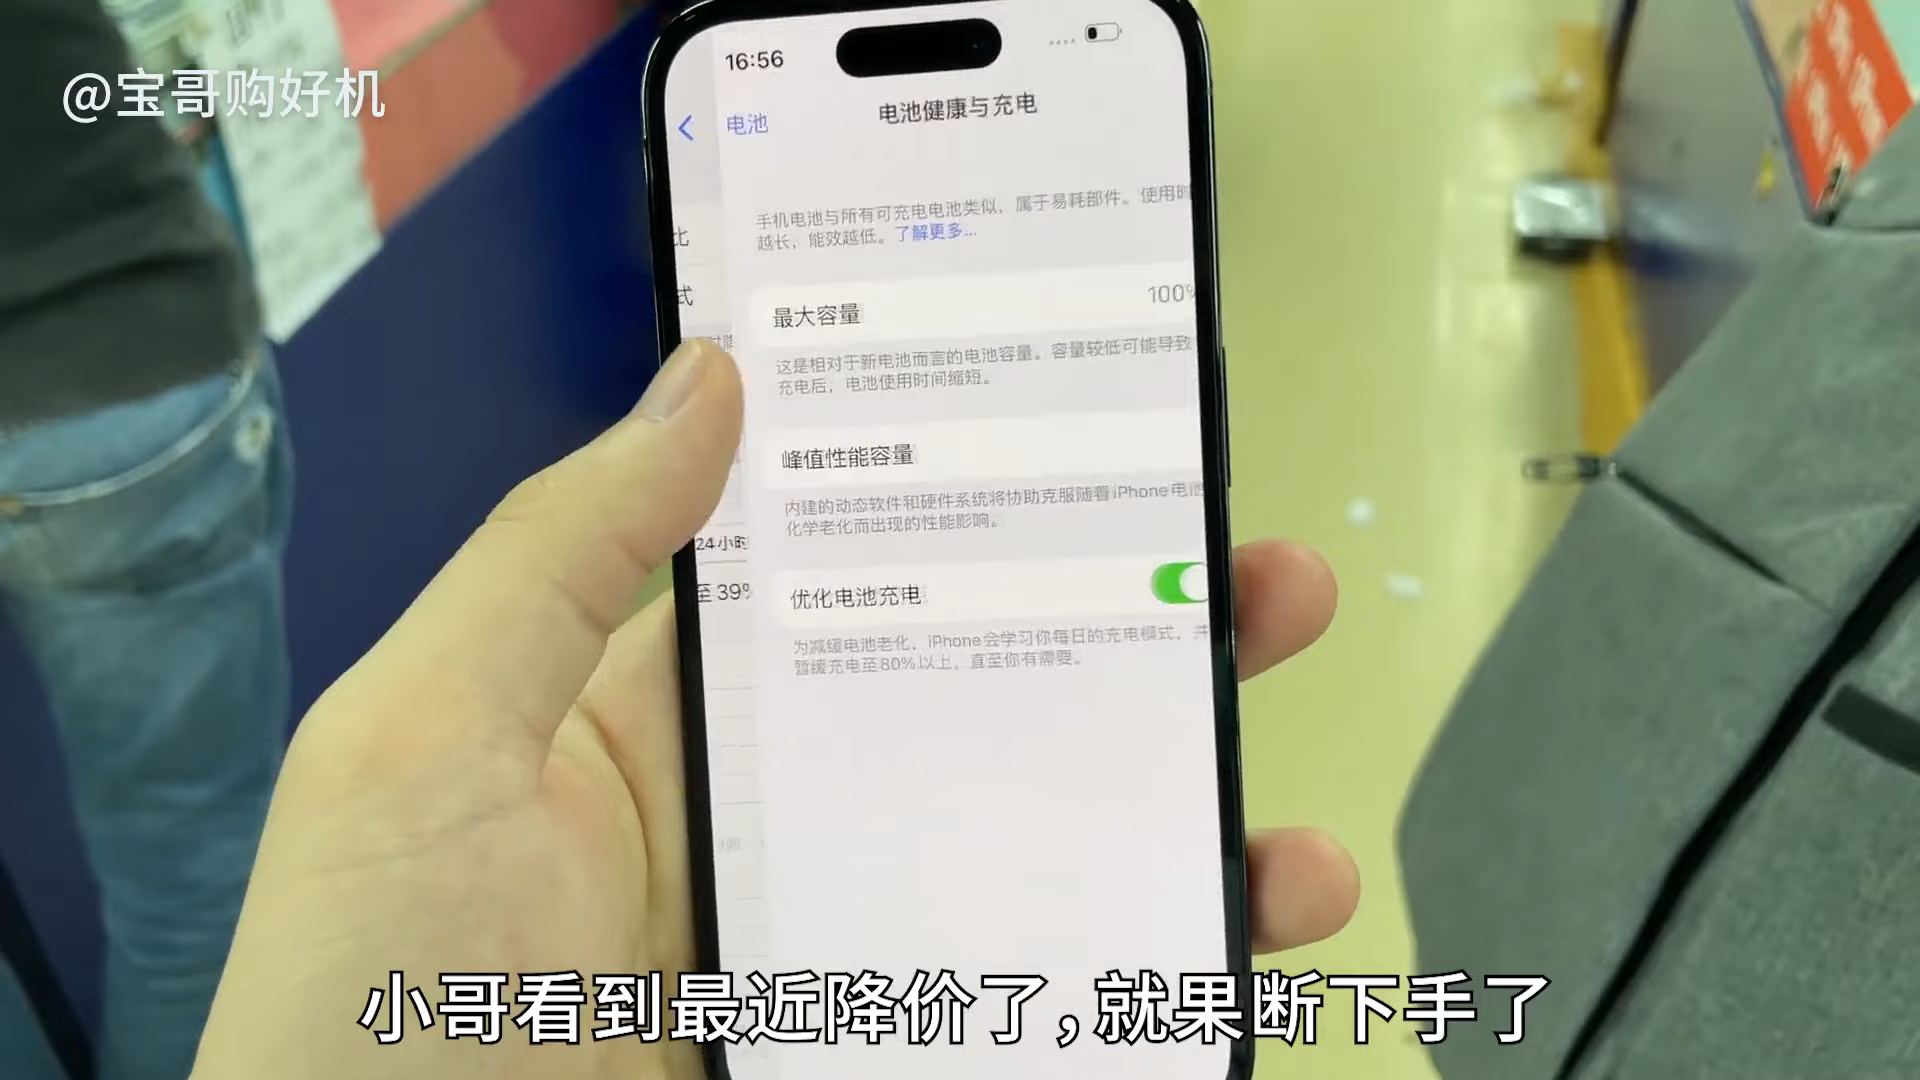 @宝哥购好机
16:56
电池
电池健康与充电
手机电池与所有可充电电池类似，属于易耗部件。使用时
越长，能效越低。了解更多...
比
式
最大容量
100%
这是相对于新电池而言的电池容量。容量较低可能导致
充电后，电池使用时间缩短。
峰值性能容量
内建的动态软件和硬件系统将协助克服随着iPhone电池
化学老化而出现的性能影响。
24小时
至39%
优化电池充电
为减缓电池老化，iPhone会学习你每日的充电模式，并
暂缓充电至80%以上，直至你有需要。
小哥看到最近降价了,就果断下手了